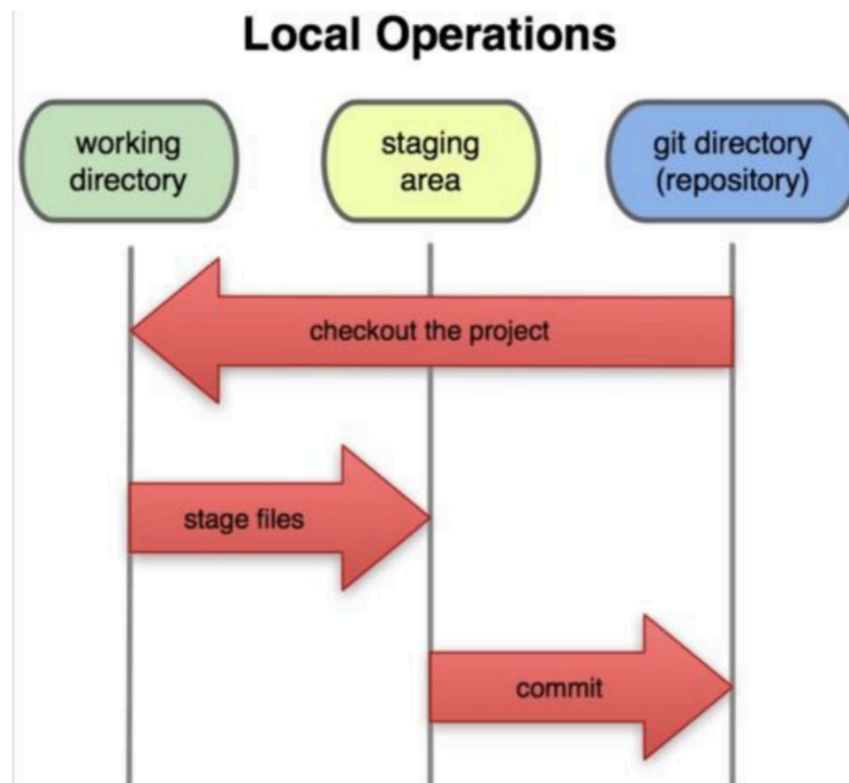 Local Operations
working
directory
staging
area
git directory
(repository)
checkout the project
stage files
commit